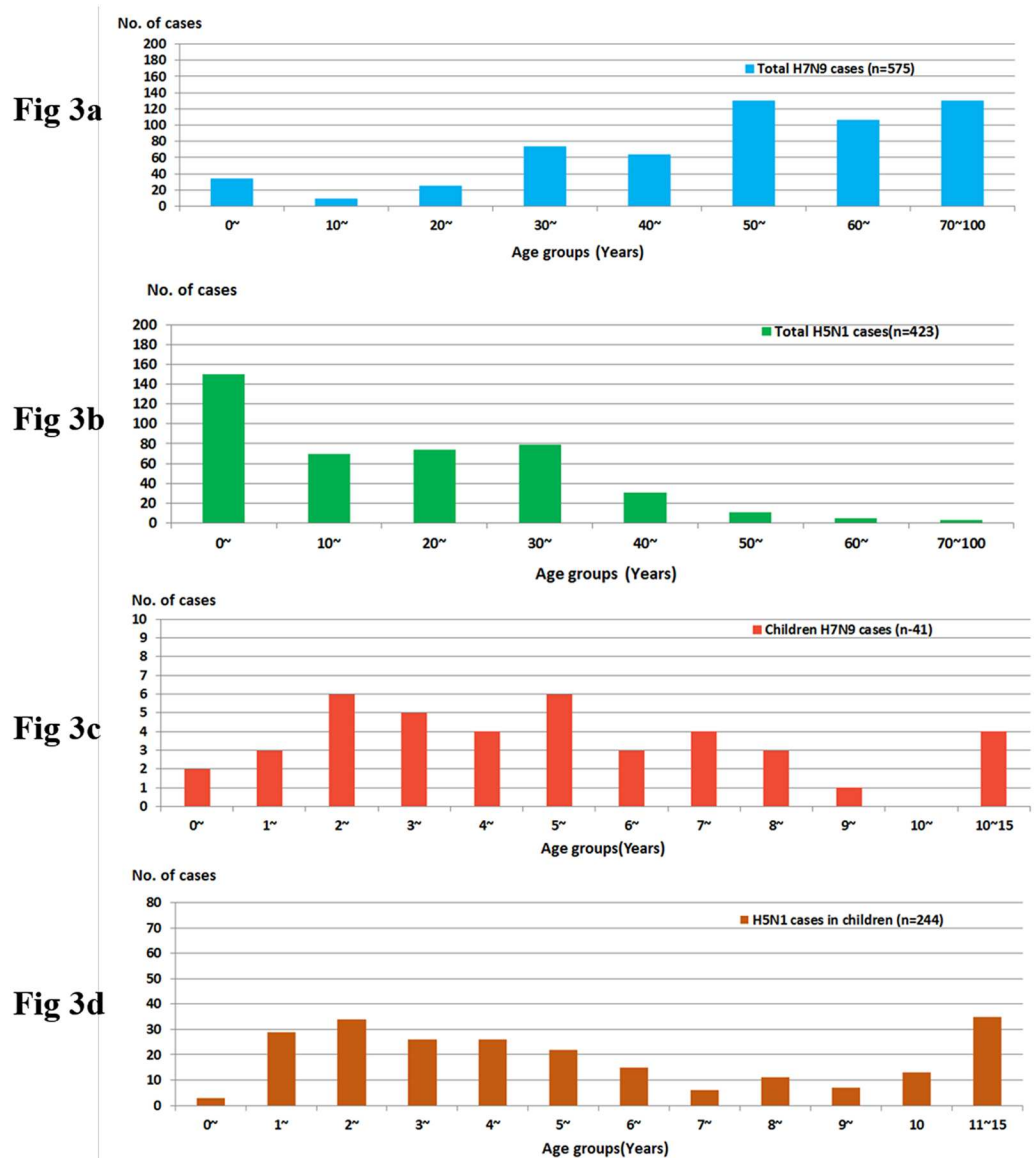 Fig 3a
No. of cases
Total H7N9 cases (n=575)
200
180
160
140
120
100
80
60
40
20
0
0~ 10~ 20~ 30~ 40~ 50~ 60~ 70~100
Age groups (Years)
Fig 3b
No. of cases
Total H5N1 cases(n=423)
200
180
160
140
120
100
80
60
40
20
0
0~ 10~ 20~ 30~ 40~ 50~ 60~ 70~100
Age groups (Years)
Fig 3c
No. of cases
Children H7N9 cases (n-41)
10
9
8
7
6
5
4
3
2
1
0
0~ 1~ 2~ 3~ 4~ 5~ 6~ 7~ 8~ 9~ 10~ 10~15
Age groups(Years)
Fig 3d
No. of cases
H5N1 cases in children (n=244)
80
70
60
50
40
30
20
10
0
0~ 1~ 2~ 3~ 4~ 5~ 6~ 7~ 8~ 9~ 10 11~15
Age groups(Years)